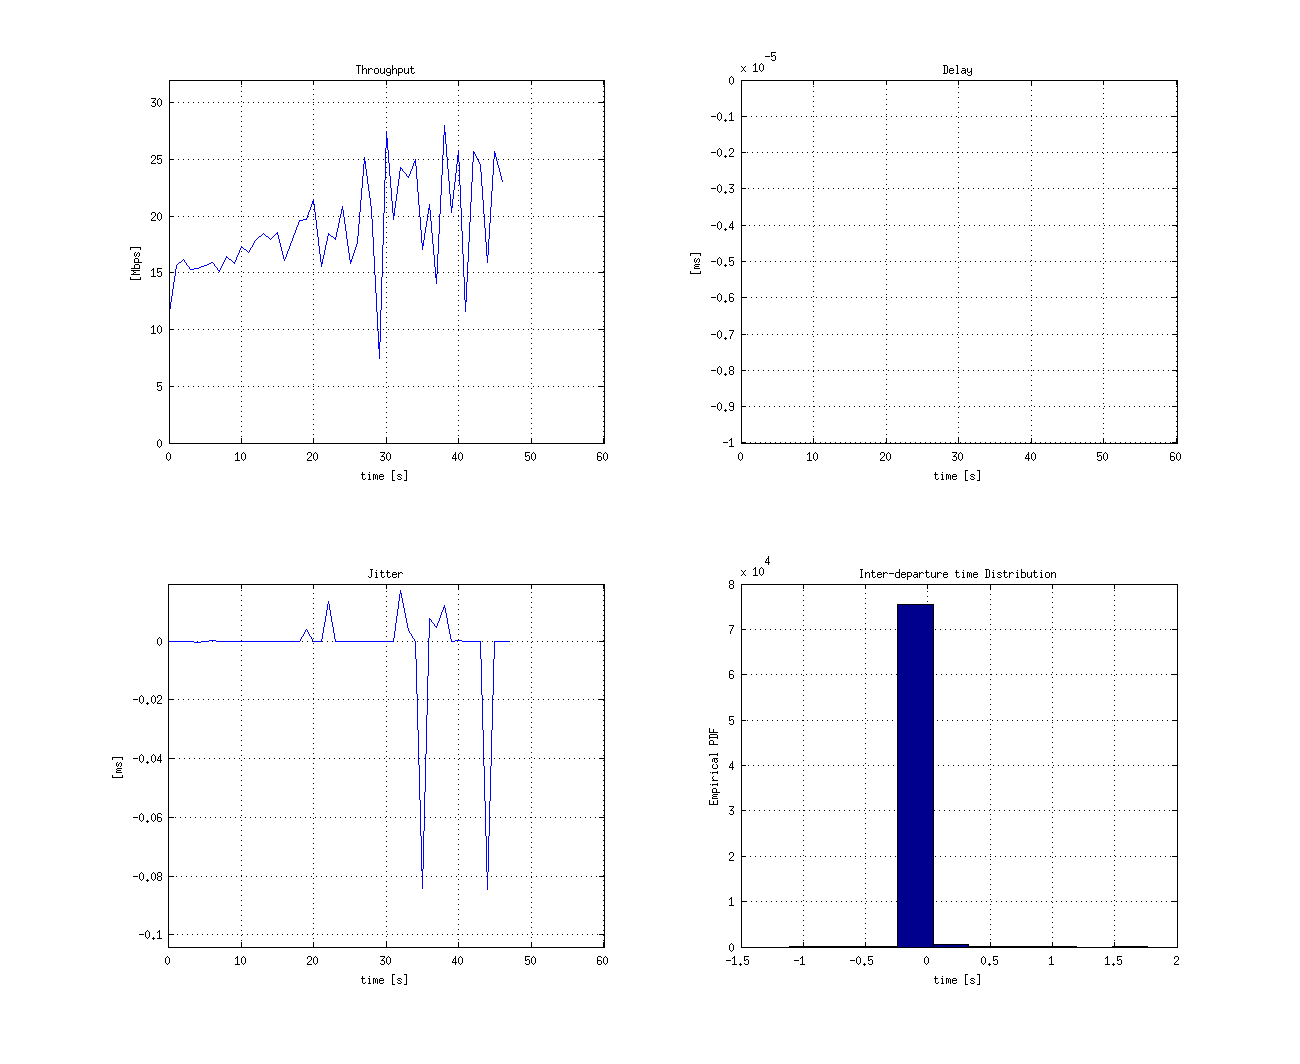 Throughput
30
25
20
15
10
5
0
[Mbps]
0 10 20 30 40 50 60
time [s]
x 10^-5
Delay
0
-0.1
-0.2
-0.3
-0.4
-0.5
-0.6
-0.7
-0.8
-0.9
-1
[ms]
0 10 20 30 40 50 60
time [s]
Jitter
0
-0.02
-0.04
-0.06
-0.08
-0.1
[ms]
0 10 20 30 40 50 60
time [s]
x 10^4
Inter-departure time Distribution
8
7
6
5
4
3
2
1
0
Empirical PDF
-1.5 -1 -0.5 0 0.5 1 1.5 2
time [s]